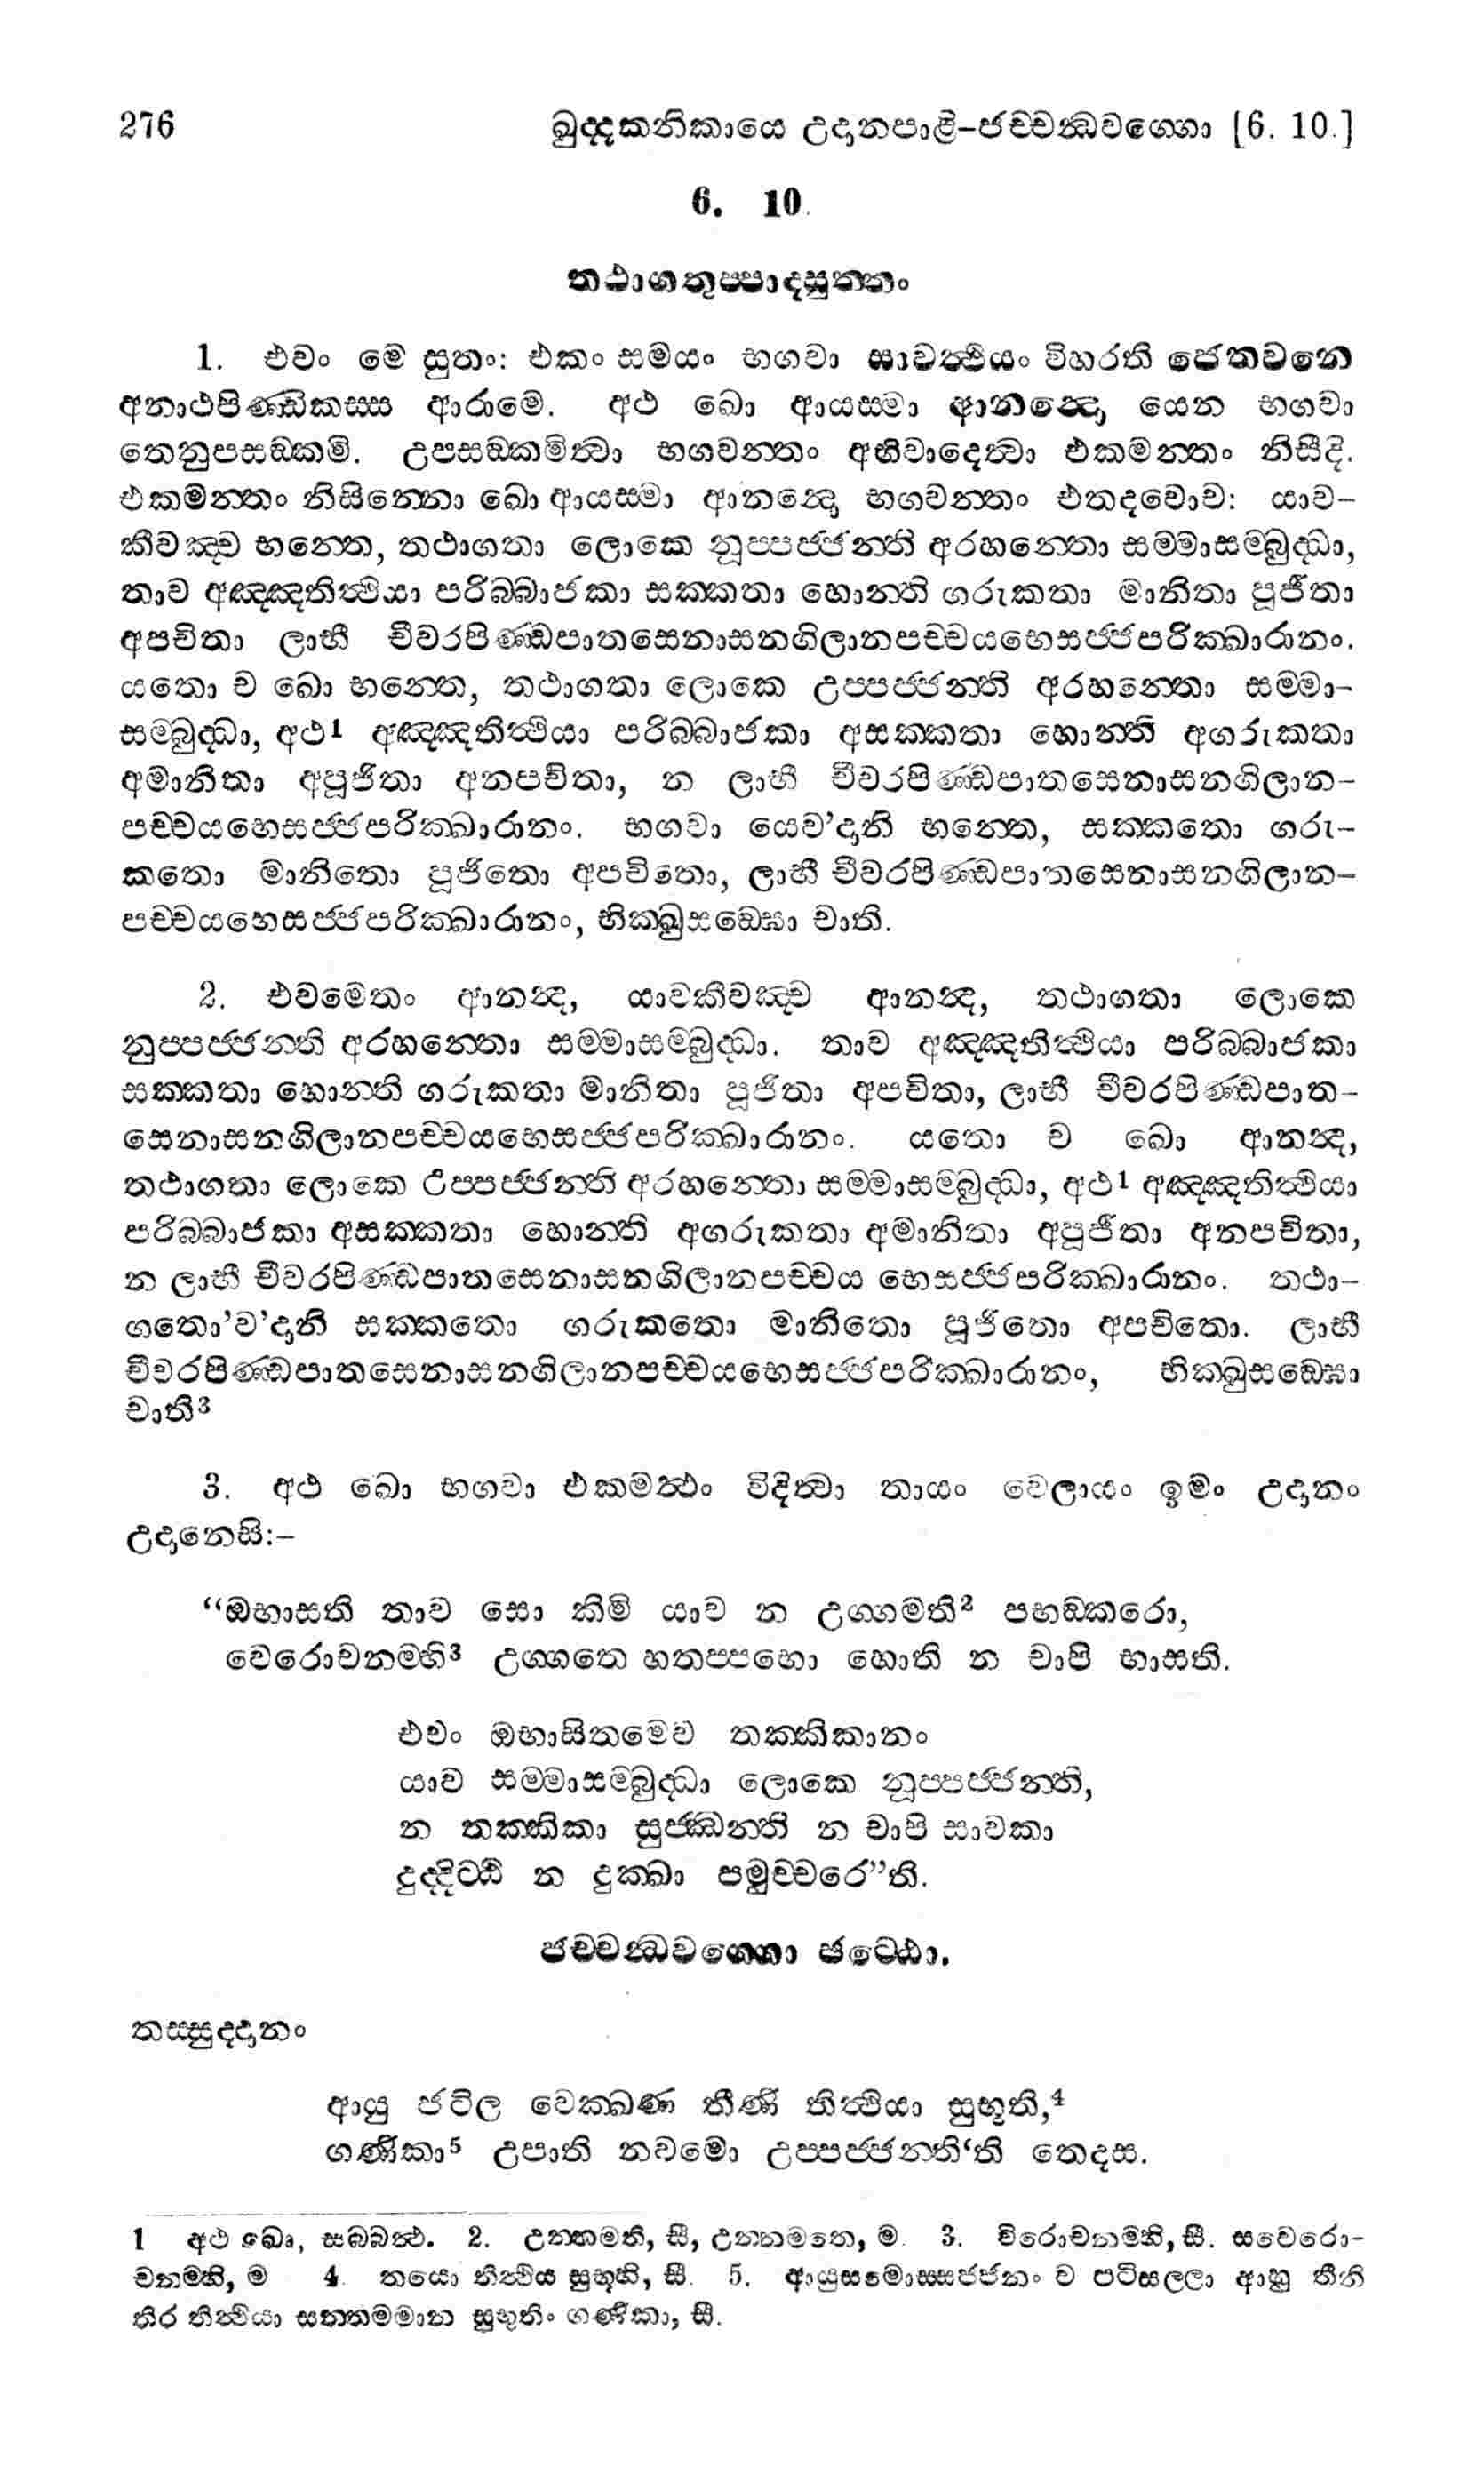 276 ඛුද්දකනිකායෙ උදානපාළි-ජච්චන්ධවග්ගො [6. 10.]
6. 10.
තථාගතුප්පාදසුත්තං
1. එවං මෙ සුතං: එකං සමයං භගවා සාවත්ථියං විහරති ජෙතවනෙ
අනාථපිණ්ඩිකස්ස ආරාමෙ. අථ ඛො ආයස්මා ආනන්දො යෙන භගවා
තෙනුපසඞ්කමි. උපසඞ්කමිත්වා භගවන්තං අභිවාදෙත්වා එකමන්තං නිසීදි.
එකමන්තං නිසින්නො ඛො ආයස්මා ආනන්දො භගවන්තං එතදවොච: යාව-
කීවඤ්ච භන්තෙ, තථාගතා ලොකෙ නූප්පජ්ජන්ති අරහන්තො සම්මාසම්බුද්ධා,
තාව අඤ්ඤතිත්ථියා පරිබ්බාජකා සක්කතා හොන්ති ගරුකතා මානිතා පූජිතා
අපචිතා ලාභී චීවරපිණ්ඩපාතසෙනාසනගිලානපච්චයභෙසජ්ජපරික්ඛාරානං.
යතො ච ඛො භන්තෙ, තථාගතා ලොකෙ උප්පජ්ජන්ති අරහන්තො සම්මා-
සම්බුද්ධා, අථ1 අඤ්ඤතිත්ථියා පරිබ්බාජකා අසක්කතා හොන්ති අගරුකතා
අමානිතා අපූජිතා අනපචිතා, න ලාභී චීවරපිණ්ඩපාතසෙනාසනගිලාන-
පච්චයභෙසජ්ජපරික්ඛාරානං. භගවා යෙව'දානි භන්තෙ, සක්කතො ගරු-
කතො මානිතො පූජිතො අපචිතො, ලාභී චීවරපිණ්ඩපාතසෙනාසනගිලාන-
පච්චයභෙසජ්ජපරික්ඛාරානං, භික්ඛුසඞ්ඝො චාති.
2. එවමෙතං ආනන්ද, යාවකීවඤ්ච ආනන්ද, තථාගතා ලොකෙ
නුප්පජ්ජන්ති අරහන්තො සම්මාසම්බුද්ධා. තාව අඤ්ඤතිත්ථියා පරිබ්බාජකා
සක්කතා හොන්ති ගරුකතා මානිතා පූජිතා අපචිතා, ලාභී චීවරපිණ්ඩපාත-
සෙනාසනගිලානපච්චයභෙසජ්ජපරික්ඛාරානං. යතො ච ඛො ආනන්ද,
තථාගතා ලොකෙ උප්පජ්ජන්ති අරහන්තො සම්මාසම්බුද්ධා, අථ1 අඤ්ඤතිත්ථියා
පරිබ්බාජකා අසක්කතා හොන්ති අගරුකතා අමානිතා අපූජිතා අනපචිතා,
න ලාභී චීවරපිණ්ඩපාතසෙනාසනගිලානපච්චය භෙසජ්ජපරික්ඛාරානං. තථා-
ගතො'ව'දානි සක්කතො ගරුකතො මානිතො පූජිතො අපචිතො. ලාභී
චීවරපිණ්ඩපාතසෙනාසනගිලානපච්චයභෙසජ්ජපරික්ඛාරානං, භික්ඛුසඞ්ඝො
චාති3
3. අථ ඛො භගවා එකමත්ථං විදිත්වා තායං වෙලායං ඉමං උදානං
උදානෙසි:-
“ඔභාසති තාව සො කිමි යාව න උග්ගමති2 පභඞ්කරො,
වෙරොචනම්හි3 උග්ගතෙ හතප්පභො හොති න චාපි භාසති.
එවං ඔභාසිතමෙව තක්කිකානං
යාව සම්මාසම්බුද්ධා ලොකෙ නූප්පජ්ජන්ති,
න තක්කිකා සුජ්ඣන්ති න චාපි සාවකා
දුද්දිට්ඨී න දුක්ඛා පමුච්චරෙ”ති.
ජච්චන්ධවග්ගො ඡට්ඨො.
තස්සුද්දානං
ආයු ජටිල වෙක්ඛණ තීණි තිත්ථියා සුභූති,4
ගණිකා5 උපාති නවමො උප්පජ්ජන්ති‘ති තෙදස.
1 අථ ඛො, සබ්බත්ථ. 2. උන්නමති, සී, උන්නමතෙ, ම. 3. විරොචනම්හි, සී. සවෙරො-
චනම්හි, ම 4. තයො තිත්ථිය සුභූති, සී. 5. ආයුසමොස්සජ්ජනං ච පටිසල්ලා ආහු තීනි
කිර තිත්ථියා සත්තමමාන සුභුතිං ගණිකා, සී.